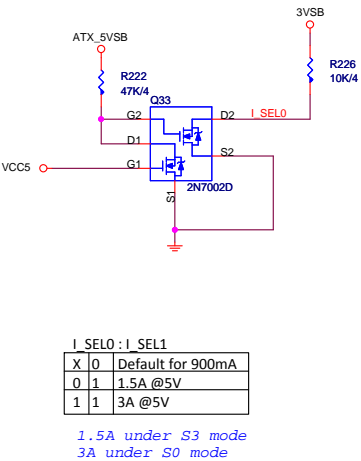 3VSB
ATX_5VSB
R222
47K/4
R226
10K/4
Q33
G2
D2
I_SEL0
D1
S2
VCC5
G1
2N7002D
S1
I_SEL0 : I_SEL1
X 0 Default for 900mA
0 1 1.5A @5V
1 1 3A @5V
1.5A under S3 mode
3A under S0 mode